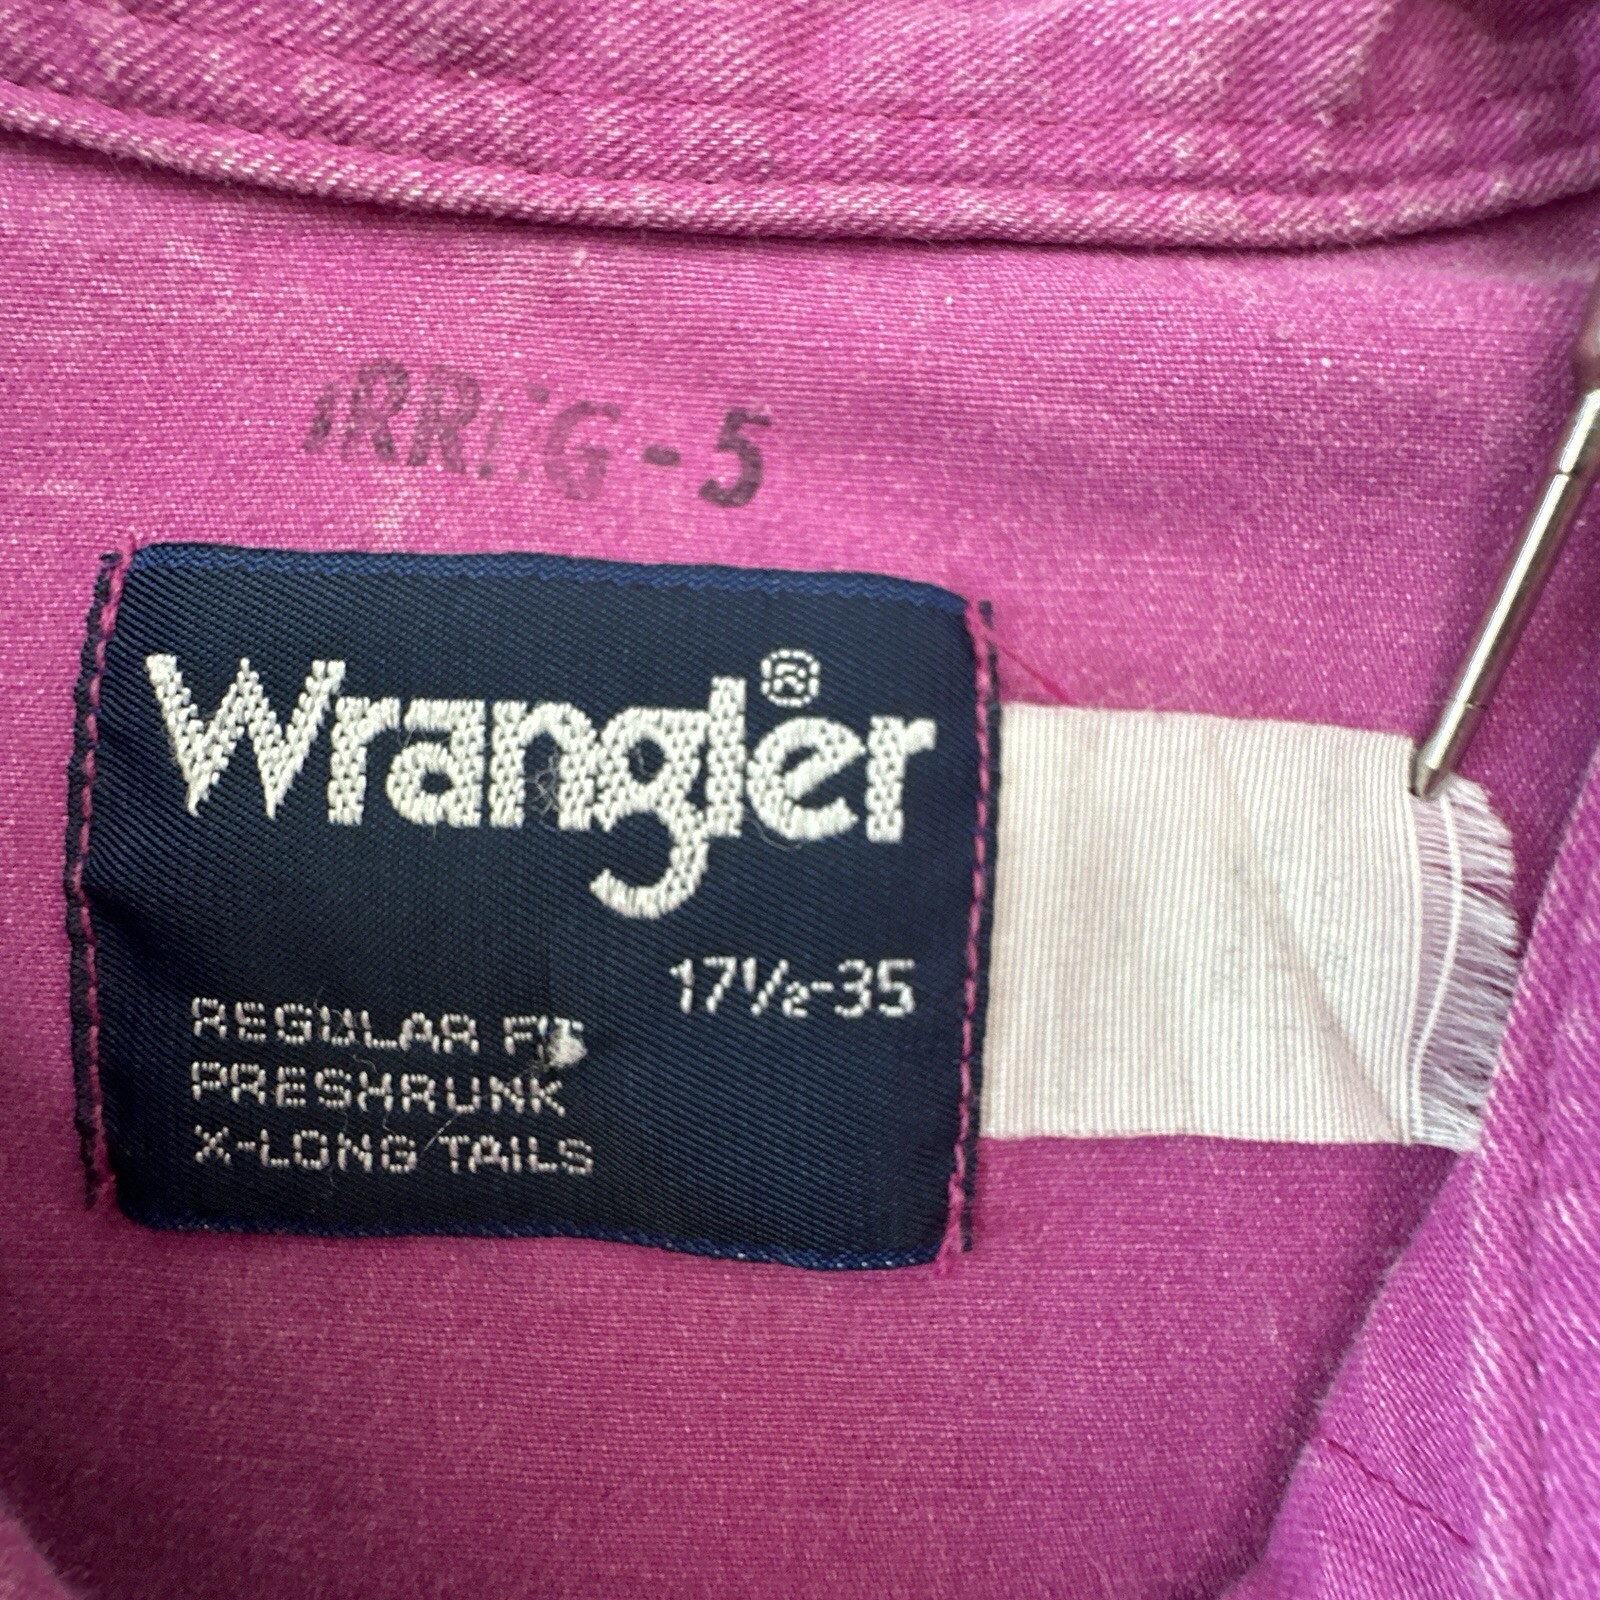 IRREG-5
Wrangler®
17½-35
REGULAR FIT
PRESHRUNK
X-LONG TAILS